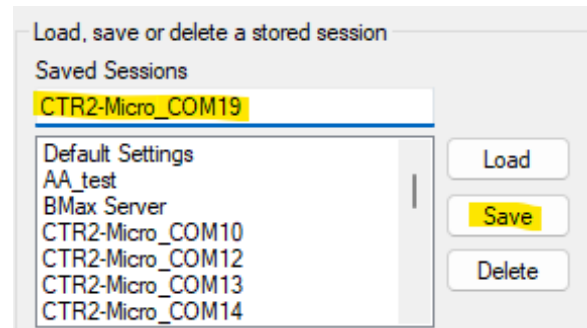 Load, save or delete a stored session
Saved Sessions
CTR2-Micro_COM19
Default Settings
AA_test
BMax Server
CTR2-Micro_COM10
CTR2-Micro_COM12
CTR2-Micro_COM13
CTR2-Micro_COM14
Load
Save
Delete